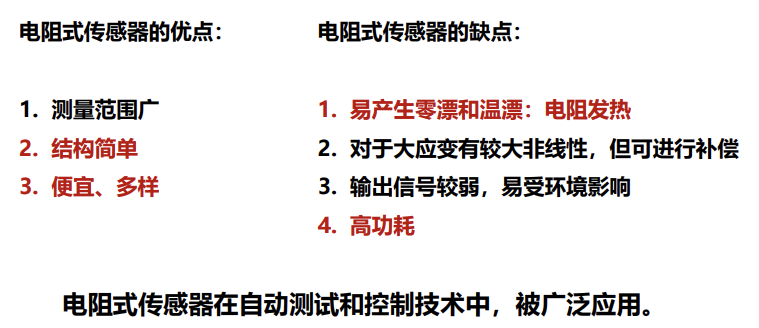 电阻式传感器的优点：
1. 测量范围广
2. 结构简单
3. 便宜、多样
电阻式传感器的缺点：
1. 易产生零漂和温漂：电阻发热
2. 对于大应变有较大非线性，但可进行补偿
3. 输出信号较弱，易受环境影响
4. 高功耗
电阻式传感器在自动测试和控制技术中，被广泛应用。